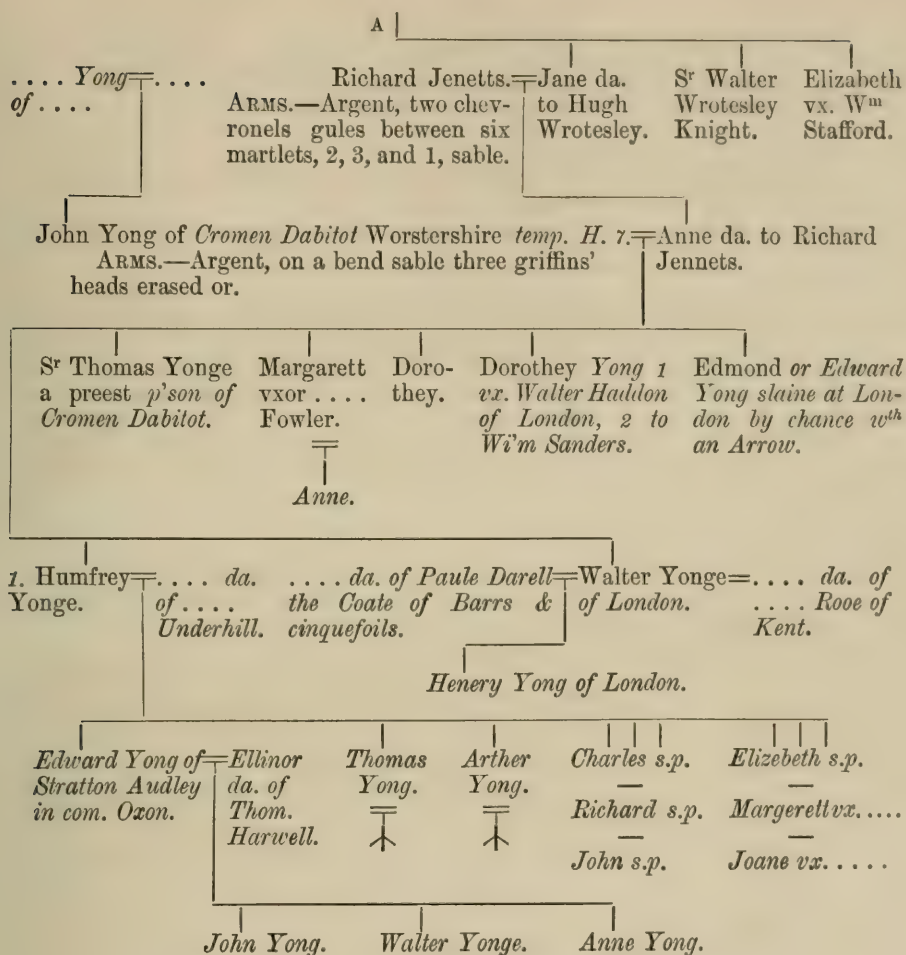 A
.... Yong=....
of ....
Richard Jenetts.=Jane da.
ARMS.—Argent, two chev-
ronels gules between six
martlets, 2, 3, and 1, sable.
to Hugh
Wrotesley.
Sʳ Walter
Wrotesley
Knight.
Elizabeth
vx. Wᵐ
Stafford.
John Yong of Cromen Dabitot Worstershire temp. H. 7.=Anne da. to Richard
ARMS.—Argent, on a bend sable three griffins'
heads erased or.
Jennets.
Sʳ Thomas Yonge
a preest p'son of
Cromen Dabitot.
Margarett
vxor ....
Fowler.
Anne.
Doro-
they.
Dorothey Yong 1
vx. Walter Haddon
of London, 2 to
Wi'm Sanders.
Edmond or Edward
Yong slaine at Lon-
don by chance wᵗʰ
an Arrow.
1. Humfrey=.... da.
Yonge.
of ....
Underhill.
.... da. of Paule Darell=Walter Yonge=.... da. of
the Coate of Barrs &
cinquefoils.
of London.
.... Rooe of
Kent.
Henery Yong of London.
Edward Yong of=Ellinor
Stratton Audley
in com. Oxon.
da. of
Thom.
Harwell.
Thomas
Yong.
Arther
Yong.
Charles s.p.
—
Richard s.p.
—
John s.p.
Elizebeth s.p.
—
Margerett vx.....
—
Joane vx.....
John Yong.
Walter Yonge.
Anne Yong.